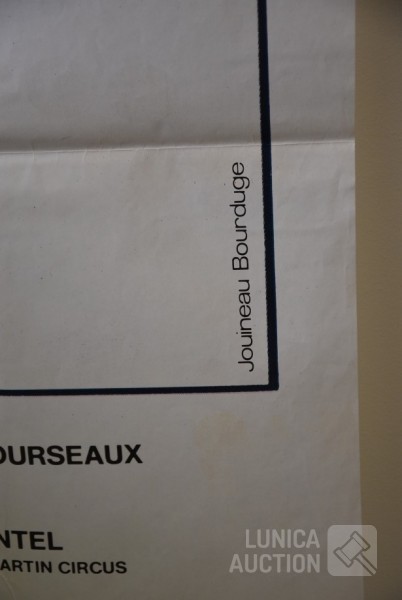 Jouineau Bourduge
OURSEAUX
NTEL
ARTIN CIRCUS
LUNICA
AUCTION